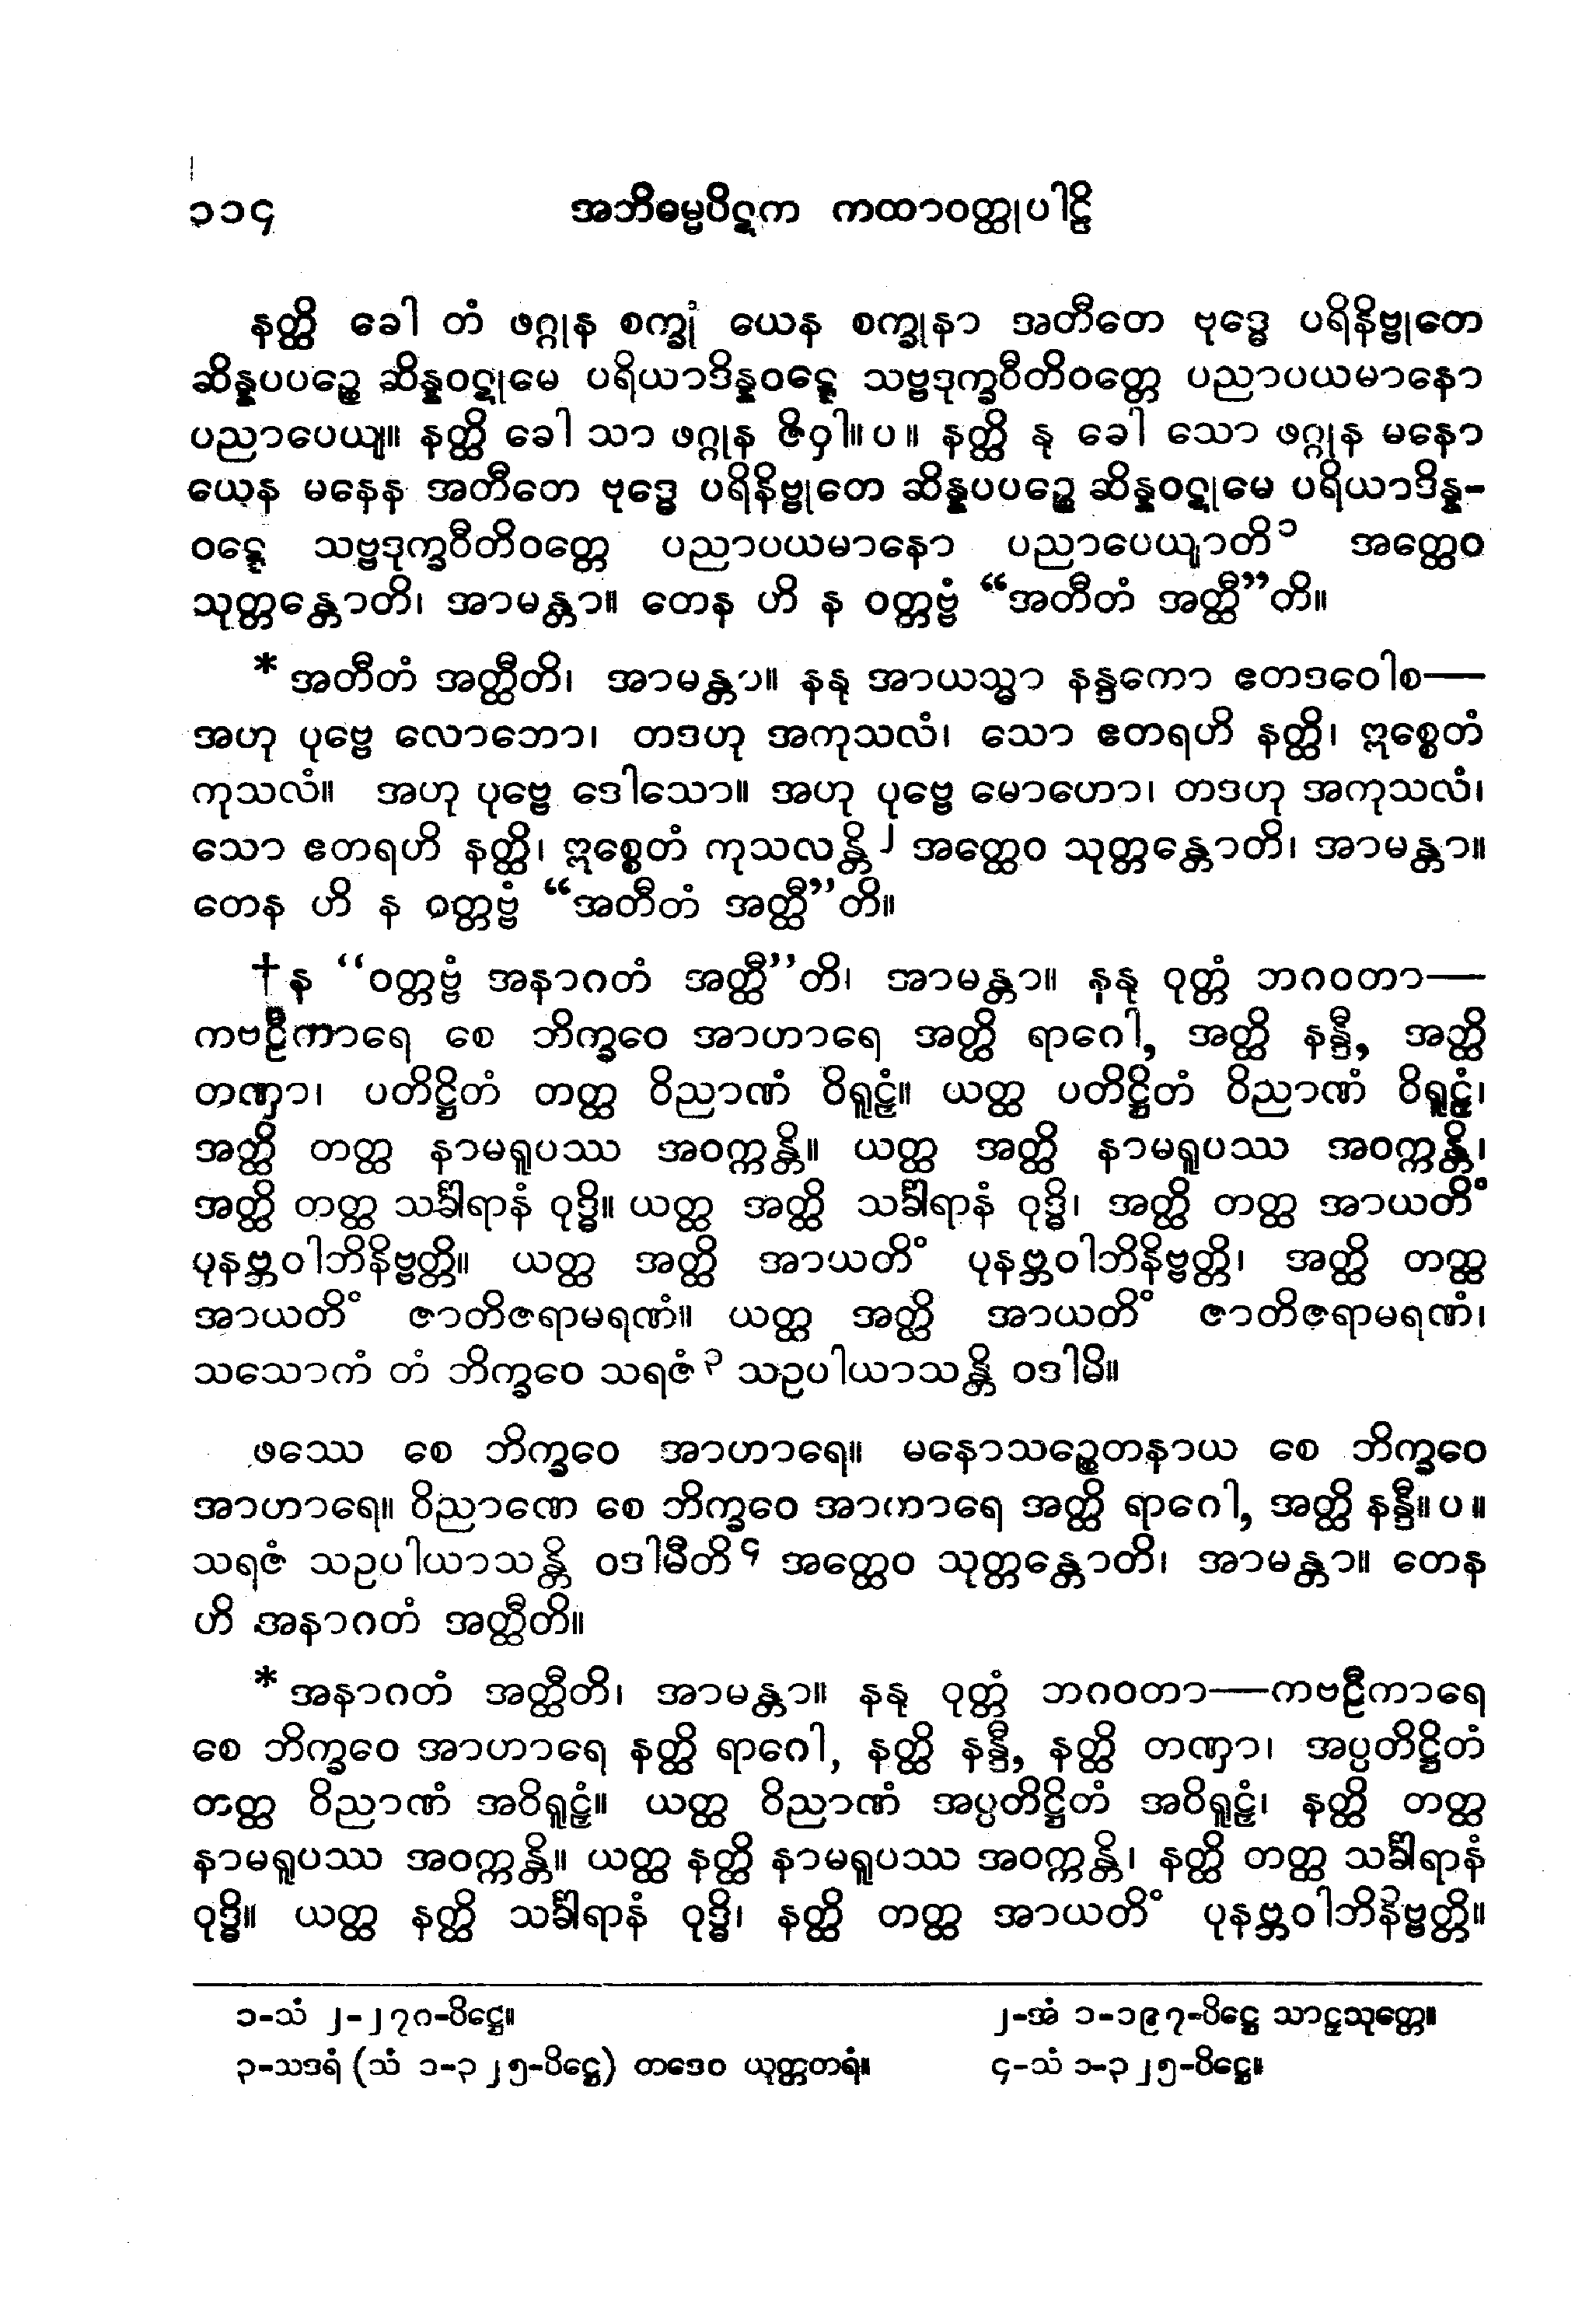 ၁၁၄ အဘိဓမ္မပိဋက ကထာဝတ္ထုပါဠိ
နတ္ထိ ခေါ တံ ဖဂ္ဂုန စက္ခုံ ယေန စက္ခုနာ အတီတေ ဗုဒ္ဓေ ပရိနိဗ္ဗုတေ
ဆိန္နပပဉ္စေ ဆိန္နဝဋုမေ ပရိယာဒိန္နဝဋ္ဋေ သဗ္ဗဒုက္ခဝီတိဝတ္တေ ပညာပယမာနော
ပညာပေယျ။ နတ္ထိ ခေါ သာ ဖဂ္ဂုန ဇိဝှါ။ ပ ။ နတ္ထိ နု ခေါ သော ဖဂ္ဂုန မနော
ယေန မနေန အတီတေ ဗုဒ္ဓေ ပရိနိဗ္ဗုတေ ဆိန္နပပဉ္စေ ဆိန္နဝဋုမေ ပရိယာဒိန္န-
ဝဋ္ဋေ သဗ္ဗဒုက္ခဝီတိဝတ္တေ ပညာပယမာနော ပညာပေယျာတိ၁ အတ္ထေဝ
သုတ္တန္တောတိ၊ အာမန္တာ။ တေန ဟိ န ဝတ္တဗ္ဗံ “အတီတံ အတ္ထီ”တိ။
* အတီတံ အတ္ထီတိ၊ အာမန္တာ။ နနု အာယသ္မာ နန္ဒကော ဧတဒဝေါစ—
အဟု ပုဗ္ဗေ လောဘော၊ တဒဟု အကုသလံ၊ သော ဧတရဟိ နတ္ထိ၊ ဣစ္စေတံ
ကုသလံ။ အဟု ပုဗ္ဗေ ဒေါသော။ အဟု ပုဗ္ဗေ မောဟော၊ တဒဟု အကုသလံ၊
သော ဧတရဟိ နတ္ထိ၊ ဣစ္စေတံ ကုသလန္တိ၂ အတ္ထေဝ သုတ္တန္တောတိ၊ အာမန္တာ။
တေန ဟိ န ဝတ္တဗ္ဗံ “အတီတံ အတ္ထီ”တိ။
† န “ဝတ္တဗ္ဗံ အနာဂတံ အတ္ထီ”တိ၊ အာမန္တာ။ နနု ဝုတ္တံ ဘဂဝတာ—
ကဗဠီကာရေ စေ ဘိက္ခဝေ အာဟာရေ အတ္ထိ ရာဂေါ, အတ္ထိ နန္ဒီ, အတ္ထိ
တဏှာ၊ ပတိဋ္ဌိတံ တတ္ထ ဝိညာဏံ ဝိရူဠှံ။ ယတ္ထ ပတိဋ္ဌိတံ ဝိညာဏံ ဝိရူဠှံ၊
အတ္ထိ တတ္ထ နာမရူပဿ အဝက္ကန္တိ။ ယတ္ထ အတ္ထိ နာမရူပဿ အဝက္ကန္တိ၊
အတ္ထိ တတ္ထ သင်္ခါရာနံ ဝုဒ္ဓိ။ ယတ္ထ အတ္ထိ သင်္ခါရာနံ ဝုဒ္ဓိ၊ အတ္ထိ တတ္ထ အာယတိံ
ပုနဗ္ဘဝါဘိနိဗ္ဗတ္တိ။ ယတ္ထ အတ္ထိ အာယတိံ ပုနဗ္ဘဝါဘိနိဗ္ဗတ္တိ၊ အတ္ထိ တတ္ထ
အာယတိံ ဇာတိဇရာမရဏံ။ ယတ္ထ အတ္ထိ အာယတိံ ဇာတိဇရာမရဏံ၊
သသောကံ တံ ဘိက္ခဝေ သရဇံ၃ သဥပါယာသန္တိ ဝဒါမိ။
ဖဿေ စေ ဘိက္ခဝေ အာဟာရေ။ မနောသဉ္စေတနာယ စေ ဘိက္ခဝေ
အာဟာရေ။ ဝိညာဏေ စေ ဘိက္ခဝေ အာဟာရေ အတ္ထိ ရာဂေါ, အတ္ထိ နန္ဒီ။ ပ ။
သရဇံ သဥပါယာသန္တိ ဝဒါမီတိ၄ အတ္ထေဝ သုတ္တန္တောတိ၊ အာမန္တာ။ တေန
ဟိ အနာဂတံ အတ္ထီတိ။
* အနာဂတံ အတ္ထီတိ၊ အာမန္တာ။ နနု ဝုတ္တံ ဘဂဝတာ—ကဗဠီကာရေ
စေ ဘိက္ခဝေ အာဟာရေ နတ္ထိ ရာဂေါ, နတ္ထိ နန္ဒီ, နတ္ထိ တဏှာ၊ အပ္ပတိဋ္ဌိတံ
တတ္ထ ဝိညာဏံ အဝိရူဠှံ။ ယတ္ထ ဝိညာဏံ အပ္ပတိဋ္ဌိတံ အဝိရူဠှံ၊ နတ္ထိ တတ္ထ
နာမရူပဿ အဝက္ကန္တိ။ ယတ္ထ နတ္ထိ နာမရူပဿ အဝက္ကန္တိ၊ နတ္ထိ တတ္ထ သင်္ခါရာနံ
ဝုဒ္ဓိ။ ယတ္ထ နတ္ထိ သင်္ခါရာနံ ဝုဒ္ဓိ၊ နတ္ထိ တတ္ထ အာယတိံ ပုနဗ္ဘဝါဘိနိဗ္ဗတ္တိ။
၁-သံ ၂-၂၇၀-ပိဋ္ဌေ။ ၂-အံ ၁-၁၉၇-ပိဋ္ဌေ သာဠှသုတ္တေ။
၃-သဒရံ (သံ ၁-၃၂၅-ပိဋ္ဌေ) တဒေဝ ယုတ္တတရံ။ ၄-သံ ၁-၃၂၅-ပိဋ္ဌေ။